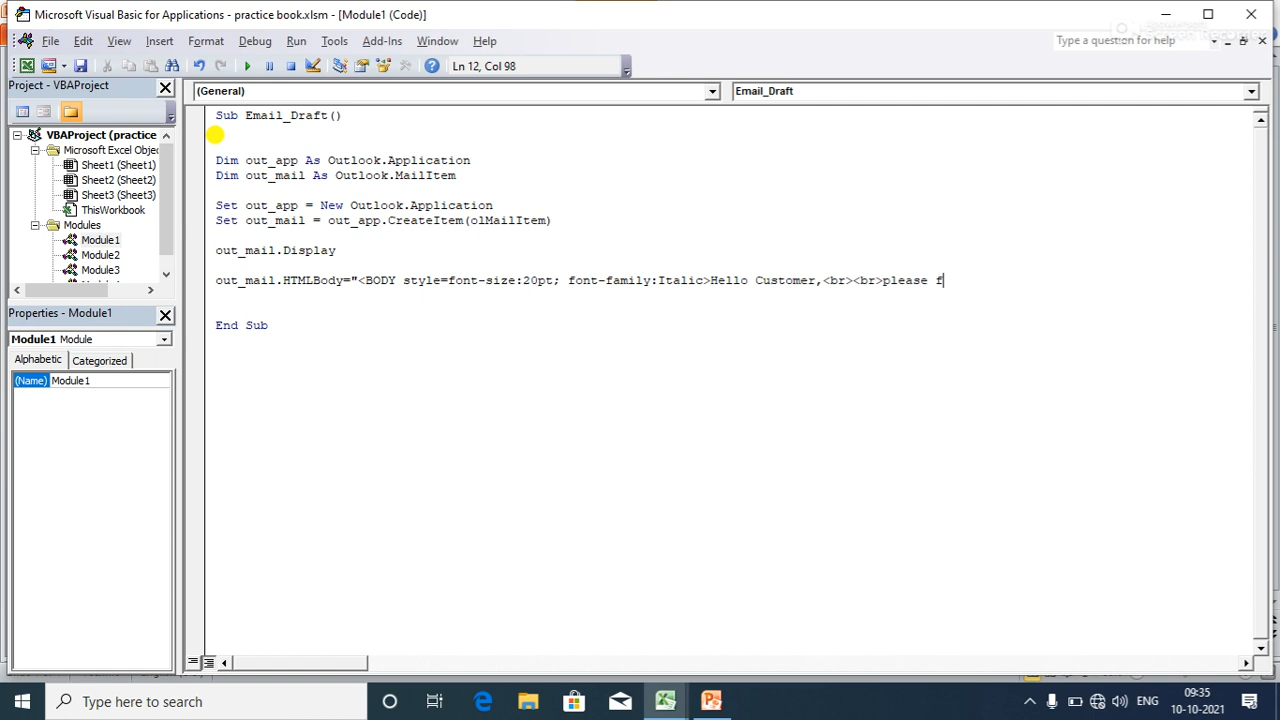 Microsoft Visual Basic for Applications - practice book.xlsm - [Module1 (Code)]
File Edit View Insert Format Debug Run Tools Add-Ins Window Help
Type a question for help
Ln 12, Col 98
Project - VBAProject
(General)
Email_Draft
VBAProject (practice
Microsoft Excel Objec
Sheet1 (Sheet1)
Sheet2 (Sheet2)
Sheet3 (Sheet3)
ThisWorkbook
Modules
Module1
Module2
Module3
Properties - Module1
Module1 Module
Alphabetic Categorized
(Name) Module1
Sub Email_Draft()
Dim out_app As Outlook.Application
Dim out_mail As Outlook.MailItem
Set out_app = New Outlook.Application
Set out_mail = out_app.CreateItem(olMailItem)
out_mail.Display
out_mail.HTMLBody="<BODY style=font-size:20pt; font-family:Italic>Hello Customer,<br><br>please f
End Sub
Type here to search
ENG
09:35
10-10-2021